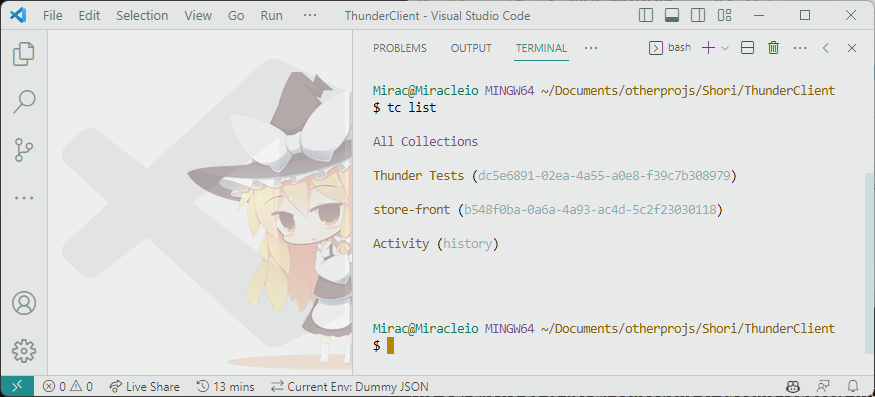 File Edit Selection View Go Run ··· ThunderClient - Visual Studio Code
PROBLEMS OUTPUT TERMINAL ··· bash
Mirac@Miracleio MINGW64 ~/Documents/otherprojs/Shori/ThunderClient
$ tc list
All Collections
Thunder Tests (dc5e6891-02ea-4a55-a0e8-f39c7b308979)
store-front (b548f0ba-0a6a-4a93-ac4d-5c2f23030118)
Activity (history)
Mirac@Miracleio MINGW64 ~/Documents/otherprojs/Shori/ThunderClient
$
0 0 Live Share 13 mins Current Env: Dummy JSON